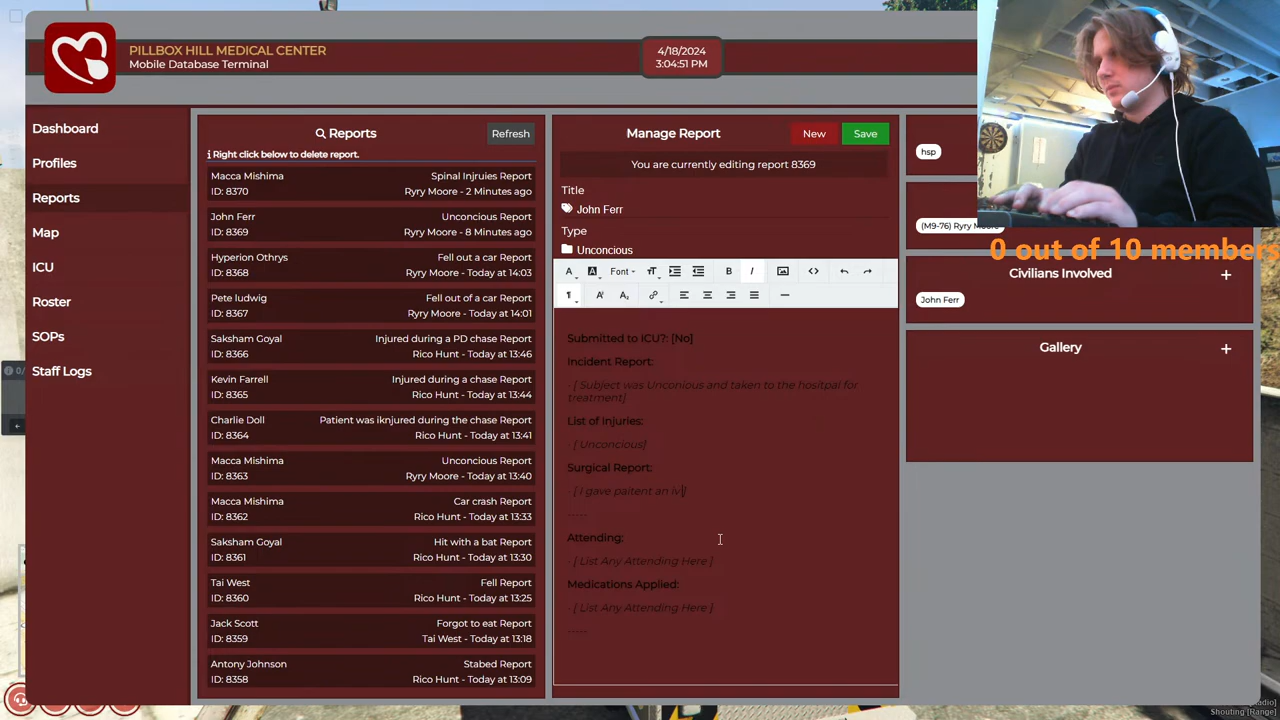 PILLBOX HILL MEDICAL CENTER
Mobile Database Terminal
4/18/2024
3:04:51 PM
Dashboard
Profiles
Reports
Map
ICU
Roster
SOPs
Staff Logs
Reports
Refresh
Right click below to delete report.
Macca Mishima Spinal Injruies Report
ID: 8370 Ryry Moore - 2 Minutes ago
John Ferr Unconcious Report
ID: 8369 Ryry Moore - 8 Minutes ago
Hyperion Othrys Fell out of a car Report
ID: 8368 Ryry Moore - Today at 14:03
Pete ludwig Fell out of a car Report
ID: 8367 Ryry Moore - Today at 14:01
Saksham Goyal Injured during a PD chase Report
ID: 8366 Rico Hunt - Today at 13:46
Kevin Farrell Injured during a chase Report
ID: 8365 Rico Hunt - Today at 13:44
Charlie Doll Patient was iknjured during the chase Report
ID: 8364 Rico Hunt - Today at 13:41
Macca Mishima Unconcious Report
ID: 8363 Ryry Moore - Today at 13:40
Macca Mishima Car crash Report
ID: 8362 Rico Hunt - Today at 13:33
Saksham Goyal Hit with a bat Report
ID: 8361 Rico Hunt - Today at 13:30
Tai West Fell Report
ID: 8360 Rico Hunt - Today at 13:25
Jack Scott Forgot to eat Report
ID: 8359 Tai West - Today at 13:18
Antony Johnson Stabed Report
ID: 8358 Rico Hunt - Today at 13:09
Manage Report
New
Save
You are currently editing report 8369
Title
John Ferr
Type
Unconcious
Font
Submitted to ICU?: [No]
Incident Report:
· [ Subject was Unconious and taken to the hositpai for
treatment]
List of Injuries:
· [ Unconcious]
Surgical Report:
· [ I gave paitent an iv ]
-----
Attending:
· [ List Any Attending Here ]
Medications Applied:
· [ List Any Attending Here ]
-----
hsp
(M9-76) Ryry
0 out of 10 members
Civilians Involved
John Ferr
Gallery
Shouting [Range]